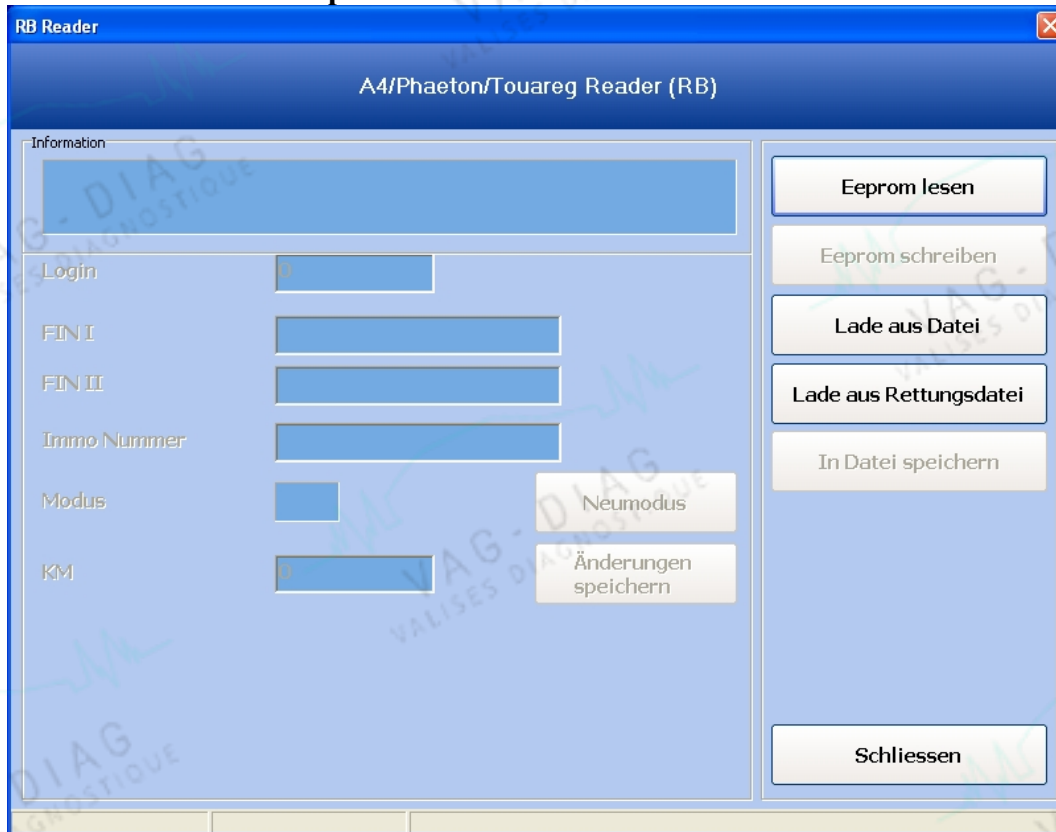 RB Reader
A4/Phaeton/Touareg Reader (RB)
Information
Login
0
FIN I
FIN II
Immo Nummer
Modus
Neumodus
KM
0
Änderungen
speichern
Eeprom lesen
Eeprom schreiben
Lade aus Datei
Lade aus Rettungsdatei
In Datei speichern
Schliessen
VAG - DIAG
VALISES DIAGNOSTIQUE